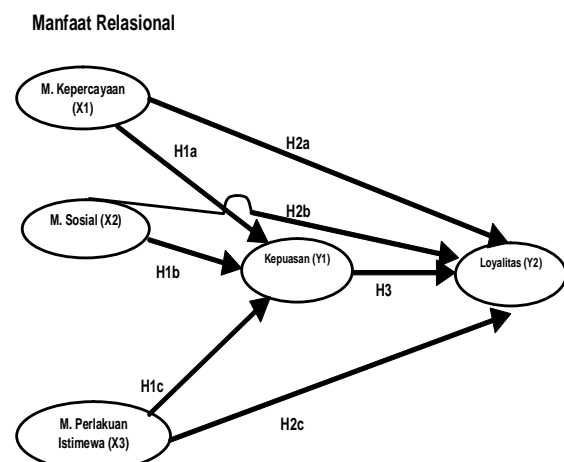 Manfaat Relasional
M. Kepercayaan
(X1)
H2a
H1a
M. Sosial (X2)
H2b
H1b
Kepuasan (Y1)
H3
Loyalitas (Y2)
H1c
M. Perlakuan
Istimewa (X3)
H2c